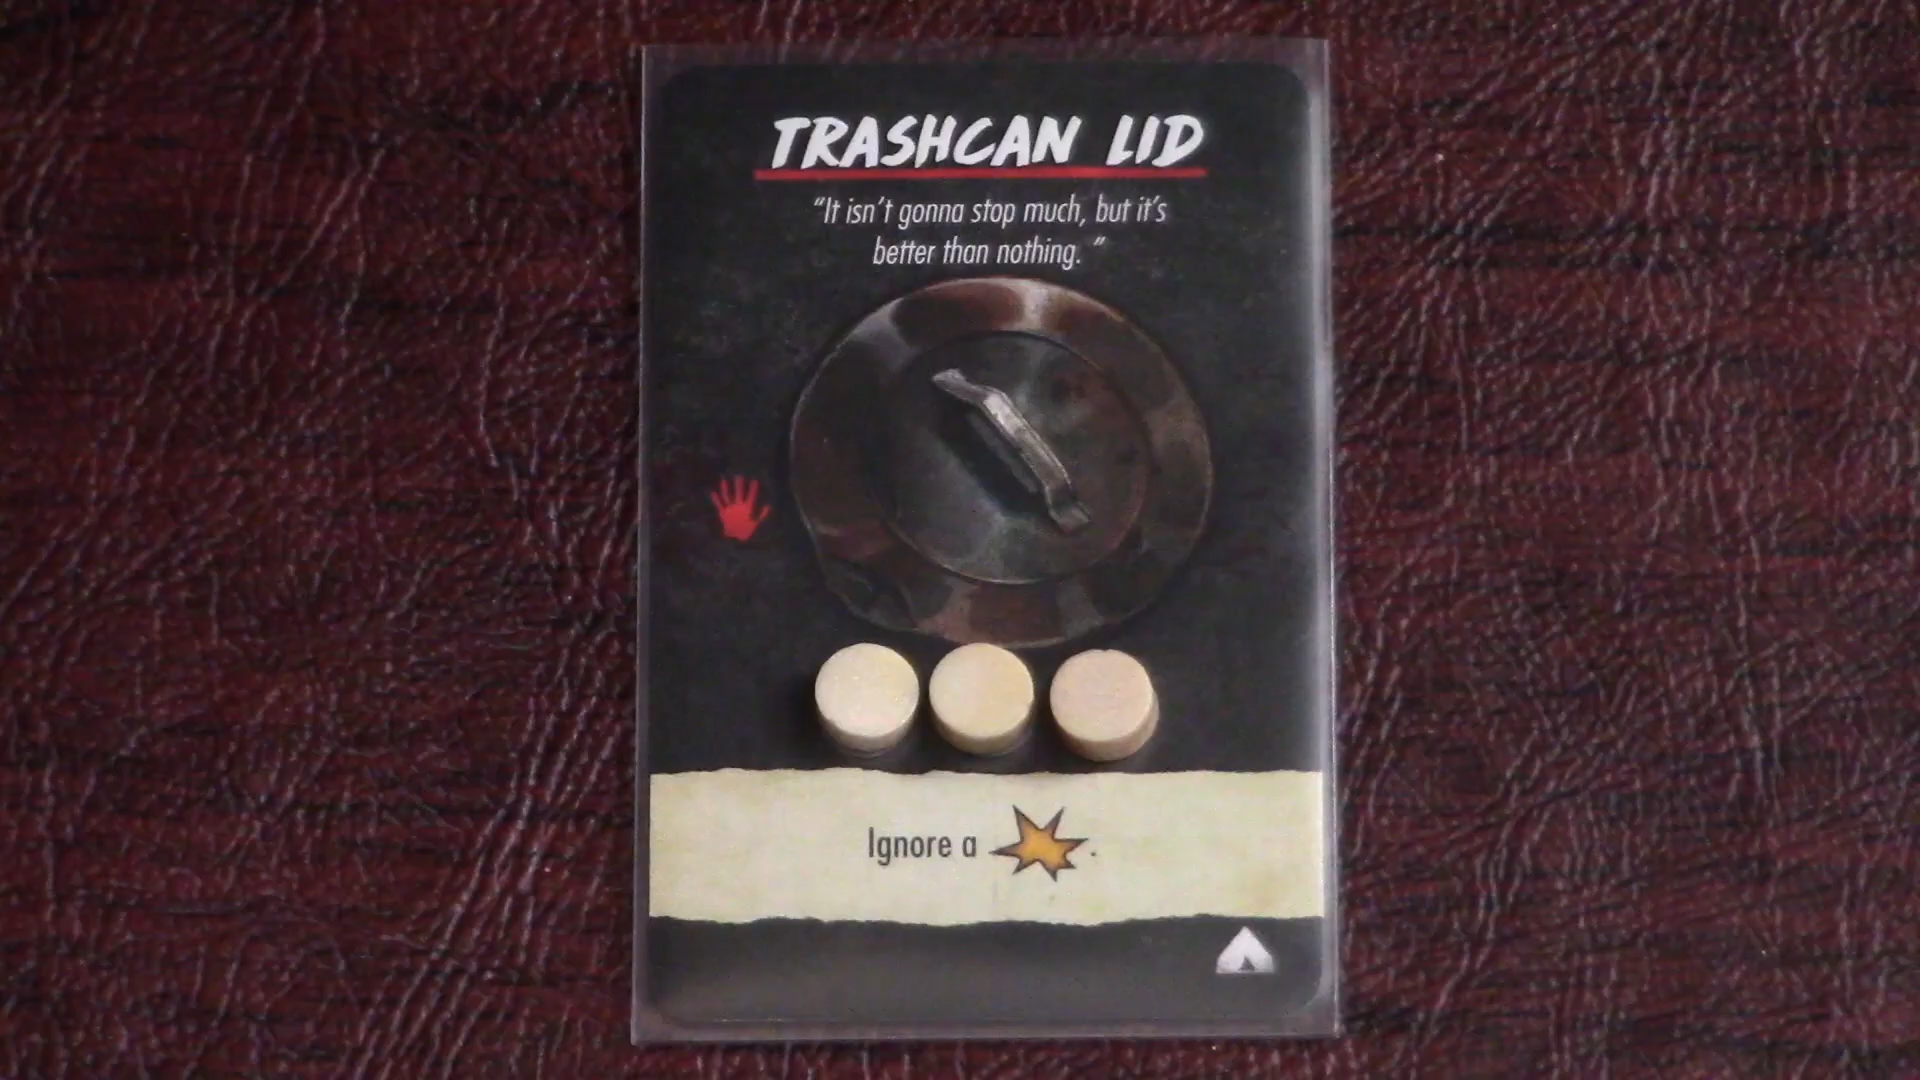 TRASHCAN LID
“It isn’t gonna stop much, but it’s
better than nothing. ”
Ignore a .